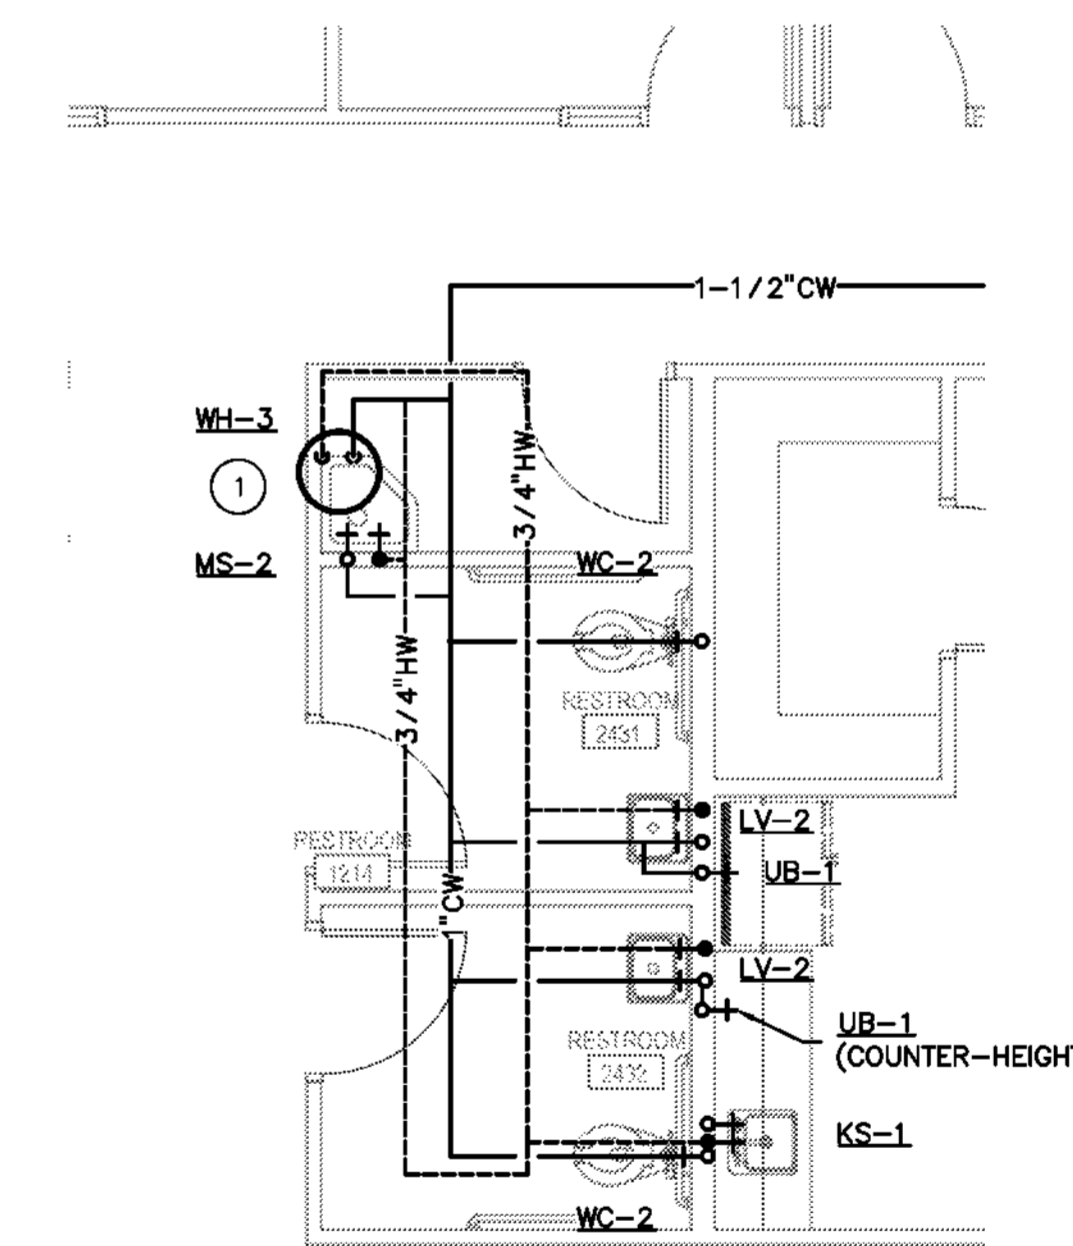 1-1/2"CW
WH-3
1
3/4"HW
MS-2
WC-2
3/4"HW
RESTROOM
2431
LV-2
RESTROOM
1214
UB-1
1"CW
LV-2
UB-1
(COUNTER-HEIGHT
RESTROOM
2432
KS-1
WC-2